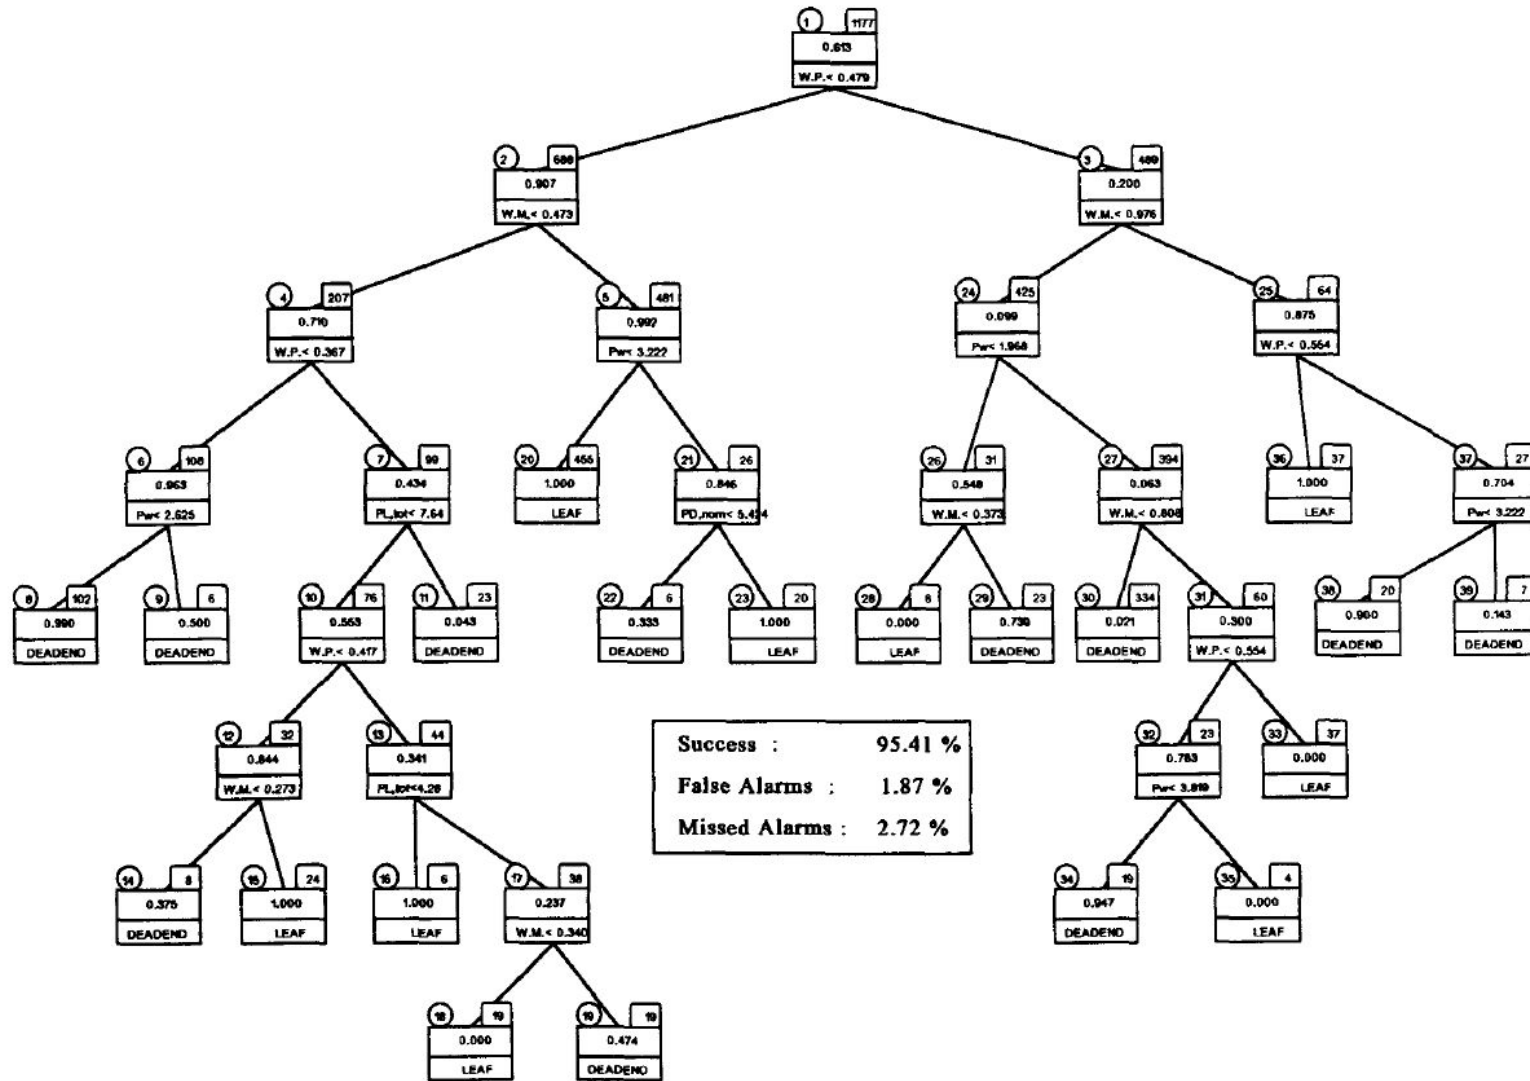 1 1177
0.613
W.P.< 0.479
2 688
0.907
W.M.< 0.473
3 489
0.200
W.M.< 0.976
4 207
0.710
W.P.< 0.367
5 481
0.992
Pw< 3.222
24 425
0.099
Pw< 1.968
25 64
0.875
W.P.< 0.554
6 108
0.963
Pw< 2.625
7 99
0.434
PL,tot< 7.64
20 455
1.000
LEAF
21 26
0.846
PD,nom< 5.424
26 31
0.548
W.M.< 0.373
27 394
0.063
W.M.< 0.808
36 37
1.000
LEAF
37 27
0.704
Pw< 3.222
8 102
0.990
DEADEND
9 6
0.500
DEADEND
10 76
0.553
W.P.< 0.417
11 23
0.043
DEADEND
22 6
0.333
DEADEND
23 20
1.000
LEAF
28 8
0.000
LEAF
29 23
0.739
DEADEND
30 334
0.021
DEADEND
31 60
0.300
W.P.< 0.554
38 20
0.900
DEADEND
39 7
0.143
DEADEND
12 32
0.844
W.M.< 0.273
13 44
0.341
PL,tot<4.28
Success : 95.41 %
False Alarms : 1.87 %
Missed Alarms : 2.72 %
32 23
0.783
Pw< 3.819
33 37
0.000
LEAF
14 8
0.375
DEADEND
15 24
1.000
LEAF
16 6
1.000
LEAF
17 38
0.237
W.M.< 0.340
34 19
0.947
DEADEND
35 4
0.000
LEAF
18 19
0.000
LEAF
19 19
0.474
DEADEND